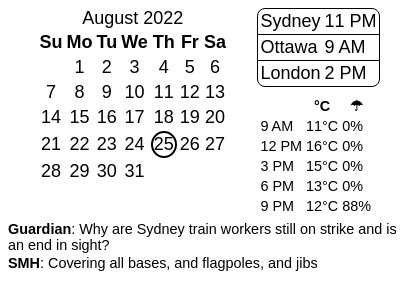 August 2022
Su Mo Tu We Th Fr Sa
1 2 3 4 5 6
7 8 9 10 11 12 13
14 15 16 17 18 19 20
21 22 23 24 25 26 27
28 29 30 31
Sydney 11 PM
Ottawa 9 AM
London 2 PM
°C ☂
9 AM 11°C 0%
12 PM 16°C 0%
3 PM 15°C 0%
6 PM 13°C 0%
9 PM 12°C 88%
Guardian: Why are Sydney train workers still on strike and is
an end in sight?
SMH: Covering all bases, and flagpoles, and jibs